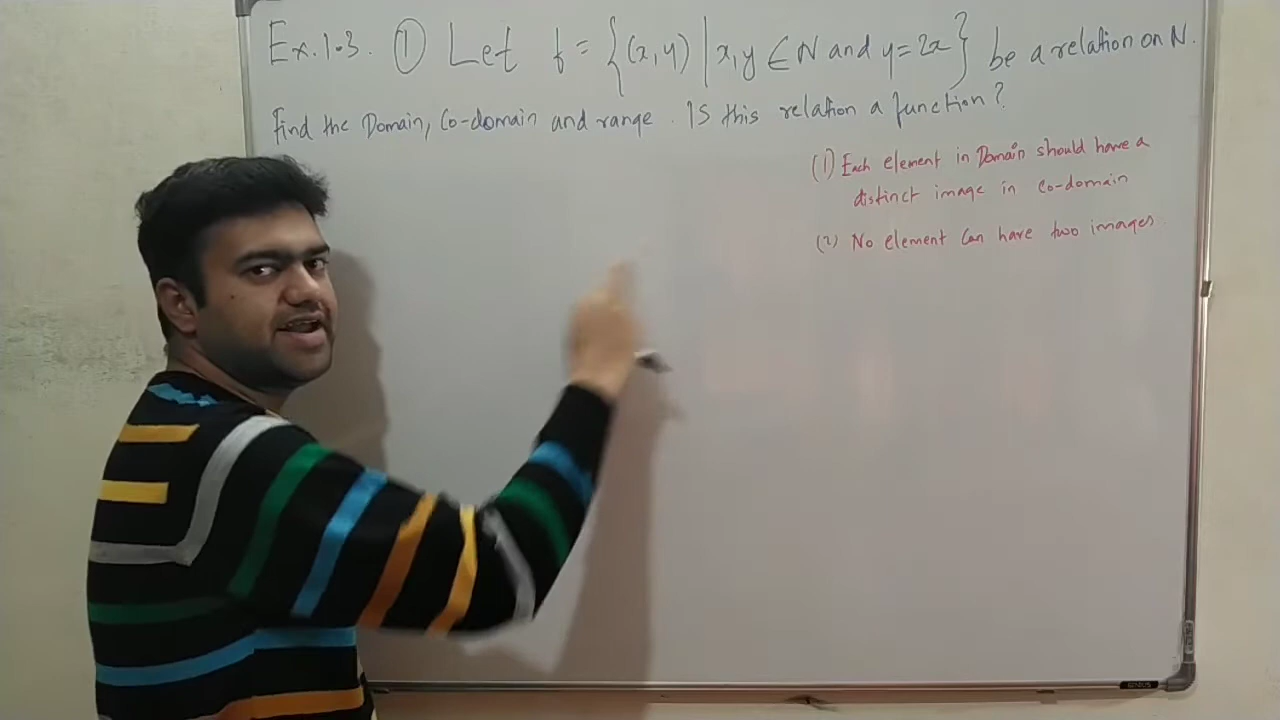 Ex.1.3. ① Let f = {(x,y) | x,y ∈ N and y = 2x} be a relation on N.
Find the Domain, Co-domain and range. Is this relation a function?
(1) Each element in Domain should have a
distinct image in Co-domain
(2) No element can have two images